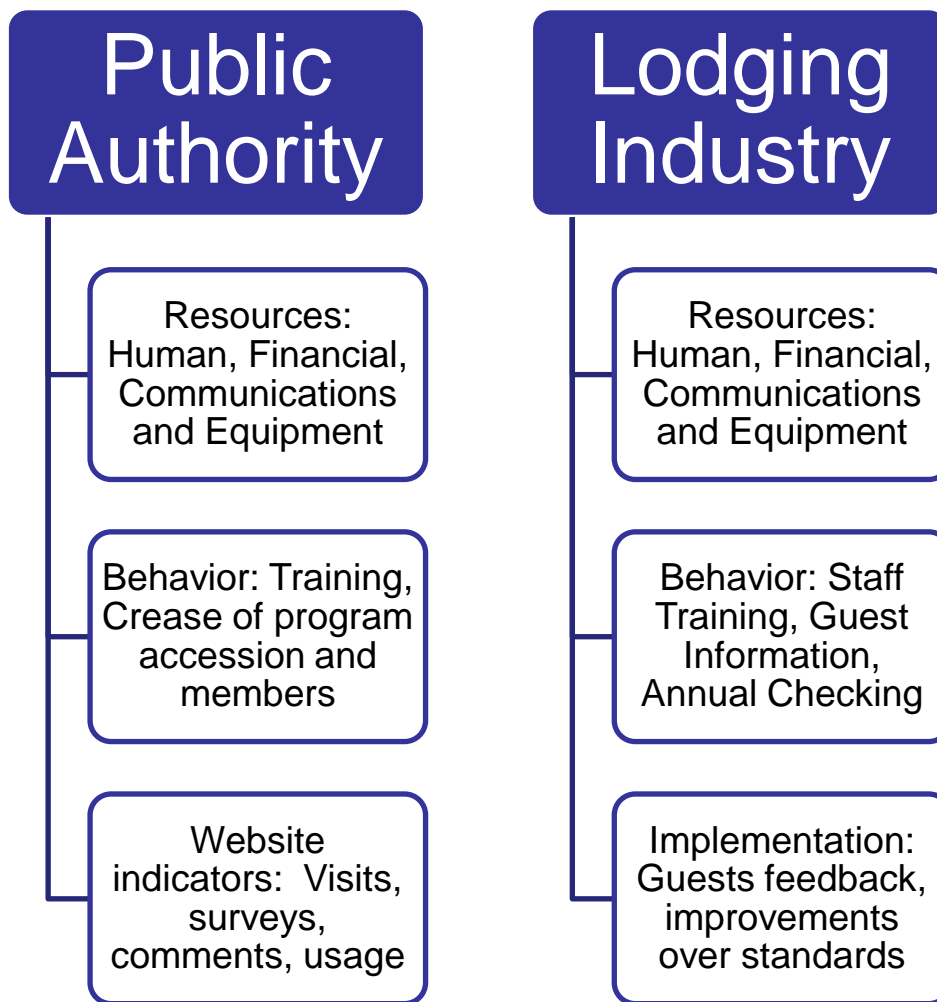 Public
Authority
Resources:
Human, Financial,
Communications
and Equipment
Behavior: Training,
Crease of program
accession and
members
Website
indicators:  Visits,
surveys,
comments, usage
Lodging
Industry
Resources:
Human, Financial,
Communications
and Equipment
Behavior: Staff
Training, Guest
Information,
Annual Checking
Implementation:
Guests feedback,
improvements
over standards